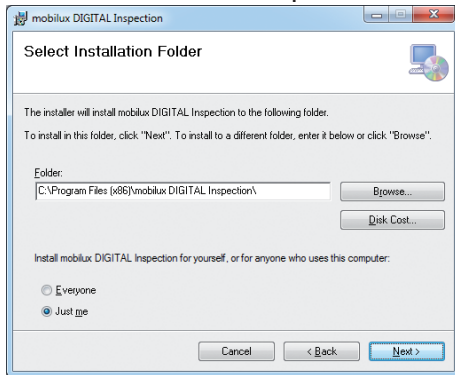 mobilux DIGITAL Inspection
Select Installation Folder
The installer will install mobilux DIGITAL Inspection to the following folder.
To install in this folder, click "Next". To install to a different folder, enter it below or click "Browse".
Folder:
C:\Program Files (x86)\mobilux DIGITAL Inspection\
Browse...
Disk Cost...
Install mobilux DIGITAL Inspection for yourself, or for anyone who uses this computer:
Everyone
Just me
Cancel
< Back
Next >